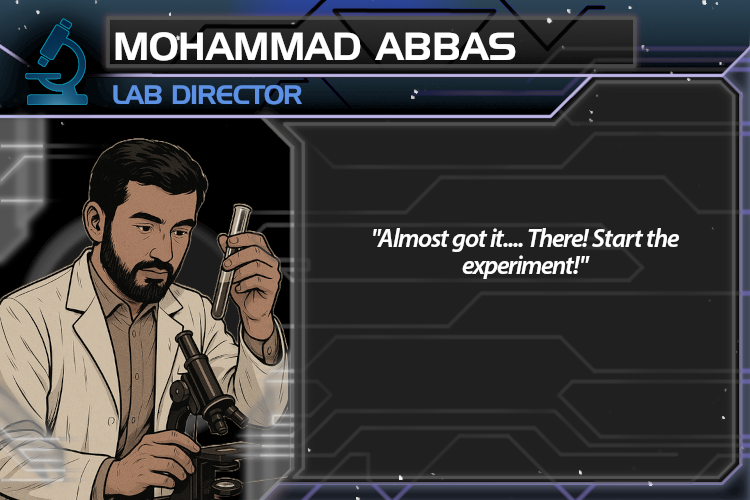 MOHAMMAD ABBAS
LAB DIRECTOR
"Almost got it.... There! Start the
experiment!"